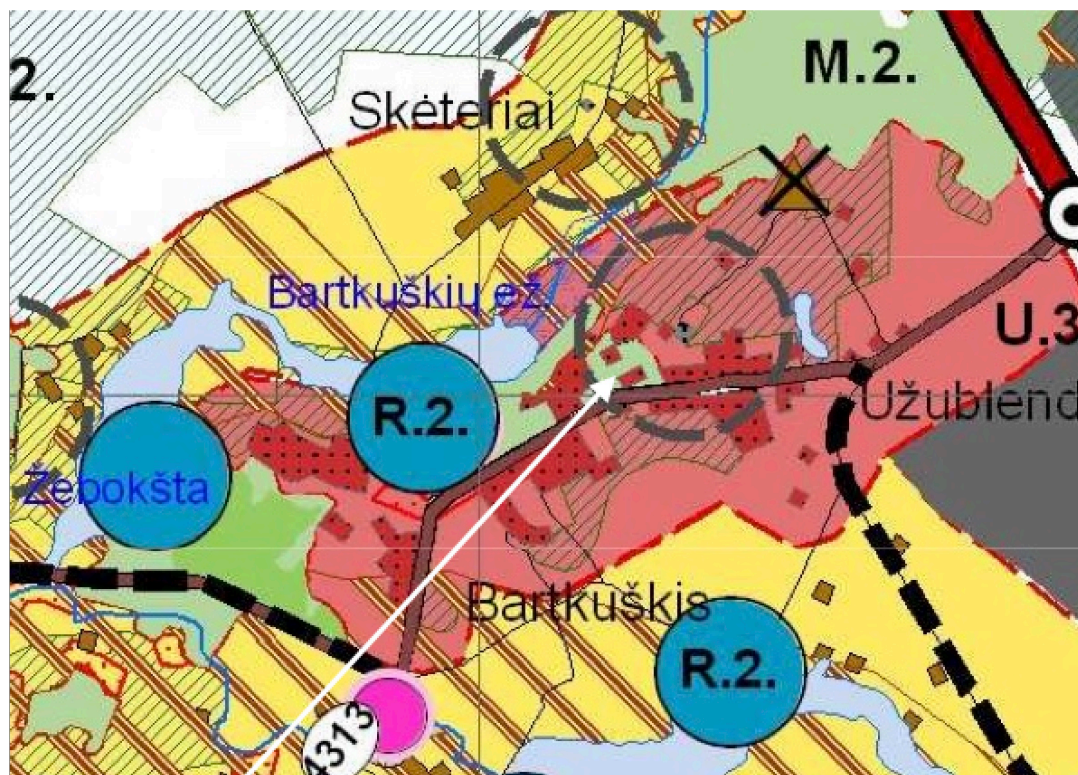 2.
M.2.
Skėteriai
Bartkuškių ež.
U.3
R.2.
Užublend
Žebokšta
Bartkuškis
R.2.
4313